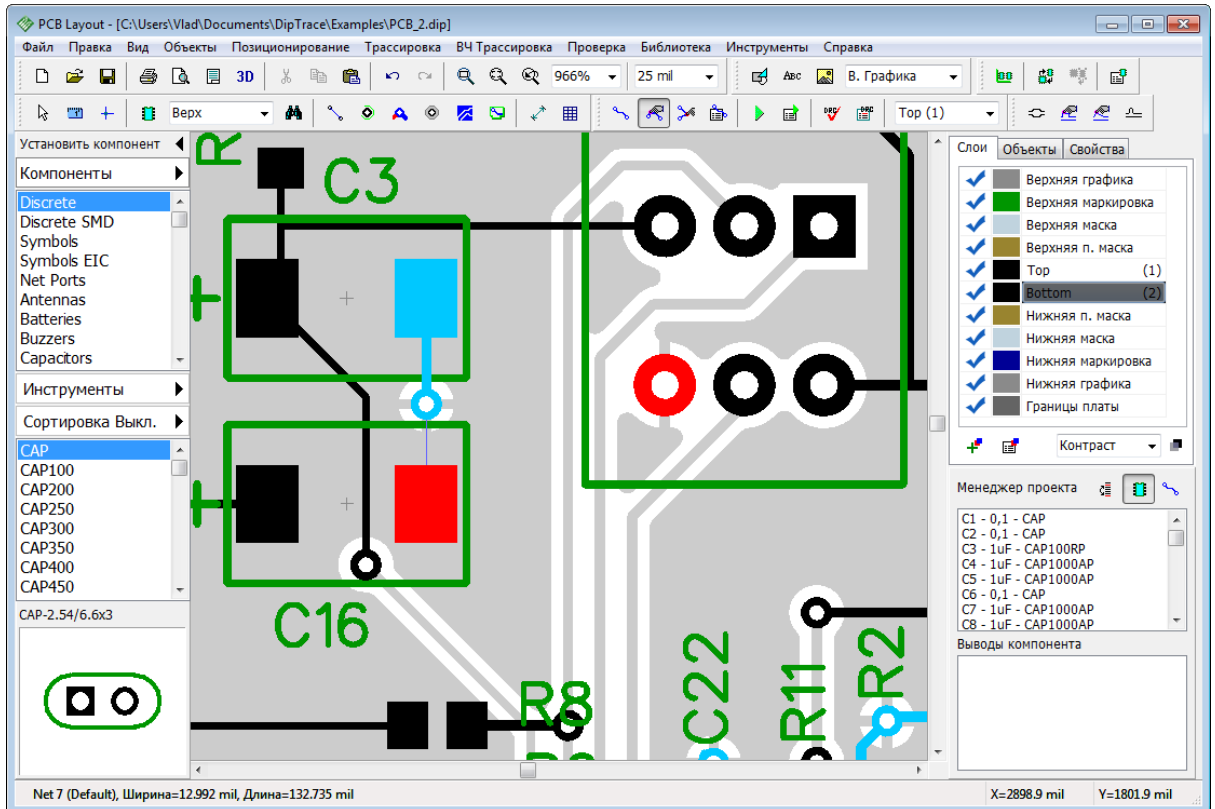 PCB Layout - [C:\Users\Vlad\Documents\DipTrace\Examples\PCB_2.dip]
Файл Правка Вид Объекты Позиционирование Трассировка ВЧ Трассировка Проверка Библиотека Инструменты Справка
3D 966% 25 mil ABC В. Графика
Верх DRC DRC Top (1)
Установить компонент
Компоненты
Discrete
Discrete SMD
Symbols
Symbols EIC
Net Ports
Antennas
Batteries
Buzzers
Capacitors
Инструменты
Сортировка Выкл.
CAP
CAP100
CAP200
CAP250
CAP300
CAP350
CAP400
CAP450
CAP-2.54/6.6x3
R
C3
C16
R8
C22
R11
R2
Слои Объекты Свойства
Верхняя графика
Верхняя маркировка
Верхняя маска
Верхняя п. маска
Top (1)
Bottom (2)
Нижняя п. маска
Нижняя маска
Нижняя маркировка
Нижняя графика
Границы платы
Контраст
Менеджер проекта
C1 - 0,1 - CAP
C2 - 0,1 - CAP
C3 - 1uF - CAP100RP
C4 - 1uF - CAP1000AP
C5 - 1uF - CAP1000AP
C6 - 0,1 - CAP
C7 - 1uF - CAP1000AP
C8 - 1uF - CAP1000AP
Выводы компонента
Net 7 (Default), Ширина=12.992 mil, Длина=132.735 mil
X=2898.9 mil Y=1801.9 mil